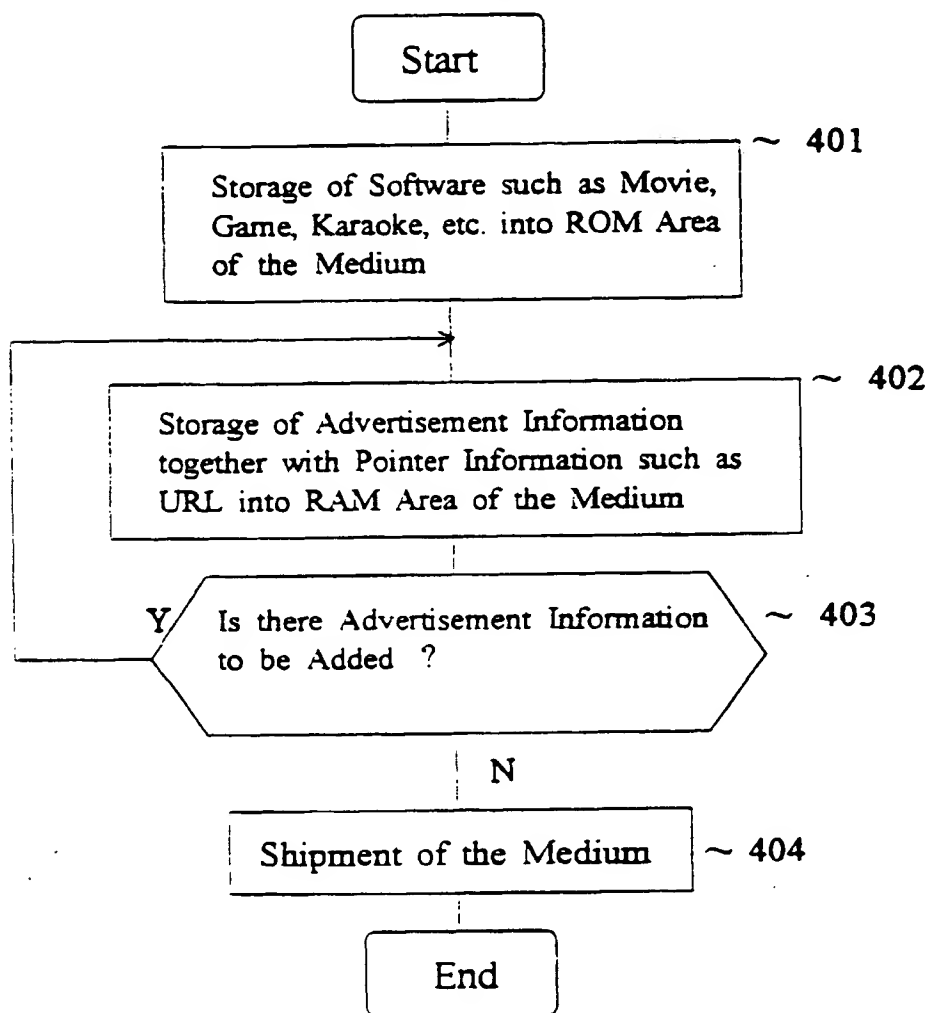 Start
~ 401
Storage of Software such as Movie,
Game, Karaoke, etc. into ROM Area
of the Medium
~ 402
Storage of Advertisement Information
together with Pointer Information such as
URL into RAM Area of the Medium
Y
Is there Advertisement Information
to be Added ?
~ 403
N
Shipment of the Medium
~ 404
End